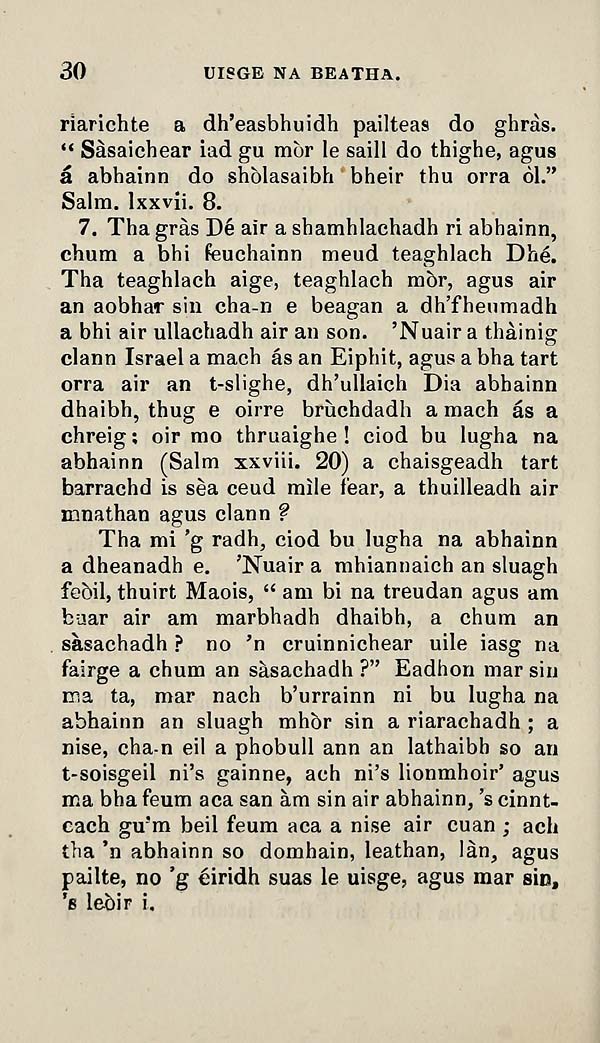 30 UISGE NA BEATHA.
riarichte a dh'easbhuidh pailteas do ghràs.
“ Sàsaichear iad gu mòr le saill do thighe, agus
á abhainn do shòlasaibh bheir thu orra òl.”
Salm. lxxvii. 8.
7. Tha gràs Dé air a shamhlachadh ri abhainn,
chum a bhi feuchainn meud teaghlach Dhé.
Tha teaghlach aige, teaghlach mòr, agus air
an aobhar sin cha-n e beagan a dh'fheumadh
a bhi air ullachadh air an son. 'Nuair a thàinig
clann Israel a mach ás an Eiphit, agus a bha tart
orra air an t-slighe, dh'ullaich Dia abhainn
dhaibh, thug e oirre brùchdadh a mach ás a
chreig; oir mo thruaighe ! ciod bu lugha na
abhainn (Salm xxviii. 20) a chaisgeadh tart
barrachd is sèa ceud mìle fear, a thuilleadh air
mnathan agus clann ?
Tha mi 'g radh, ciod bu lugha na abhainn
a dheanadh e. 'Nuair a mhiannaich an sluagh
feòil, thuirt Maois, “ am bi na treudan agus am
buar air am marbhadh dhaibh, a chum an
sàsachadh ? no 'n cruinnichear uile iasg na
fairge a chum an sàsachadh ?” Eadhon mar sin
ma ta, mar nach b'urrainn ni bu lugha na
abhainn an sluagh mhòr sin a riarachadh ; a
nise, cha-n eil a phobull ann an lathaibh so an
t-soisgeil ni's gainne, ach ni's lionmhoir' agus
ma bha feum aca san àm sin air abhainn, 's cinnt-
each gu'm beil feum aca a nise air cuan ; ach
tha 'n abhainn so domhain, leathan, làn, agus
pailte, no 'g éiridh suas le uisge, agus mar sin,
's leòir i.